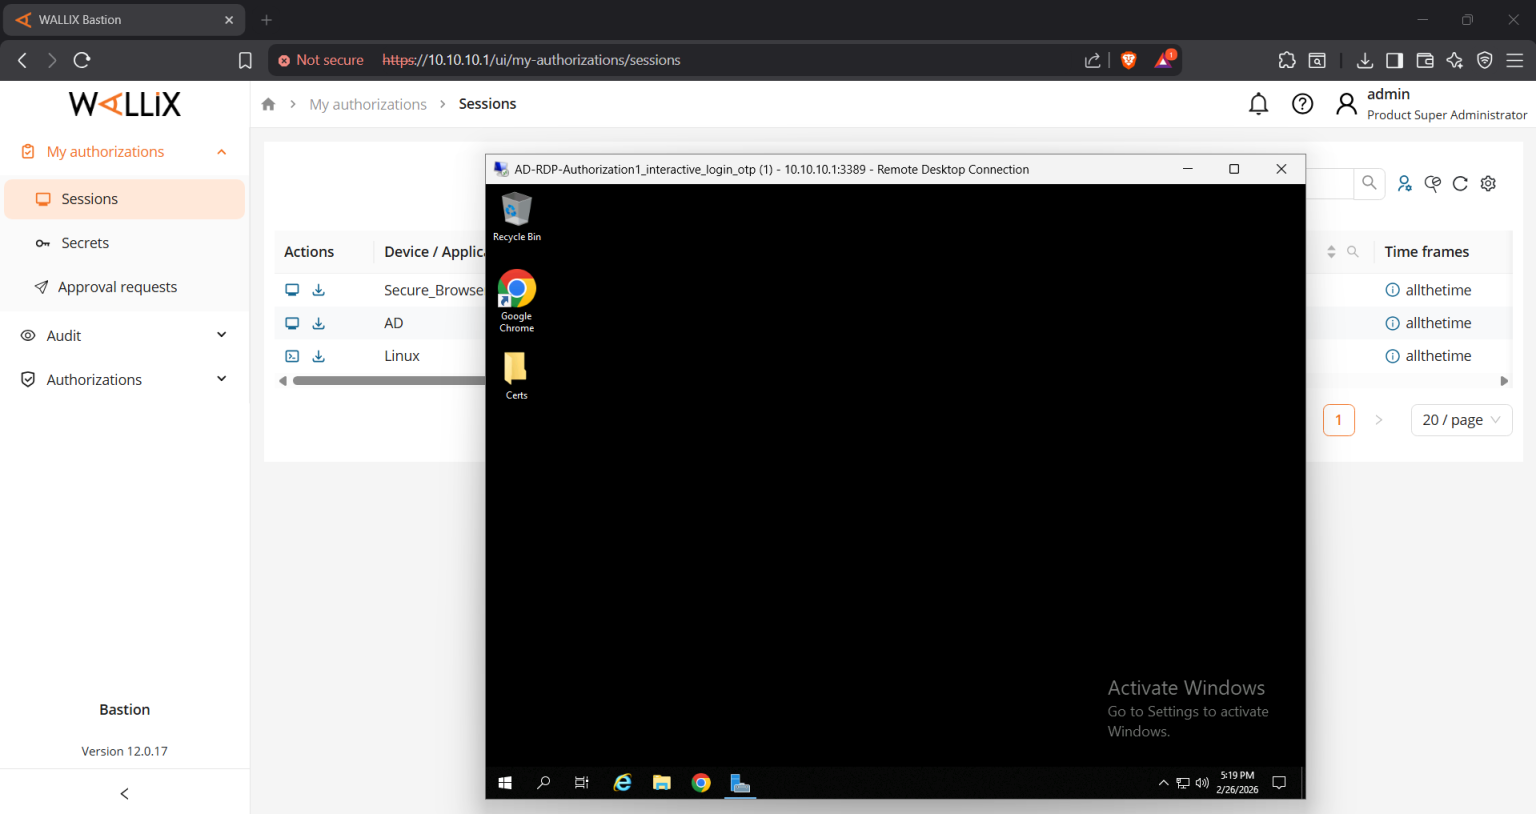 WALLIX Bastion
Not secure https://10.10.10.1/ui/my-authorizations/sessions
1
WALLIX
My authorizations
Sessions
Secrets
Approval requests
Audit
Authorizations
Bastion
Version 12.0.17
My authorizations > Sessions
admin
Product Super Administrator
Actions Device / Applica Time frames
Secure_Browse allthetime
AD allthetime
Linux allthetime
1 20 / page
AD-RDP-Authorization1_interactive_login_otp (1) - 10.10.10.1:3389 - Remote Desktop Connection
Recycle Bin
Google
Chrome
Certs
Activate Windows
Go to Settings to activate
Windows.
5:19 PM
2/26/2026